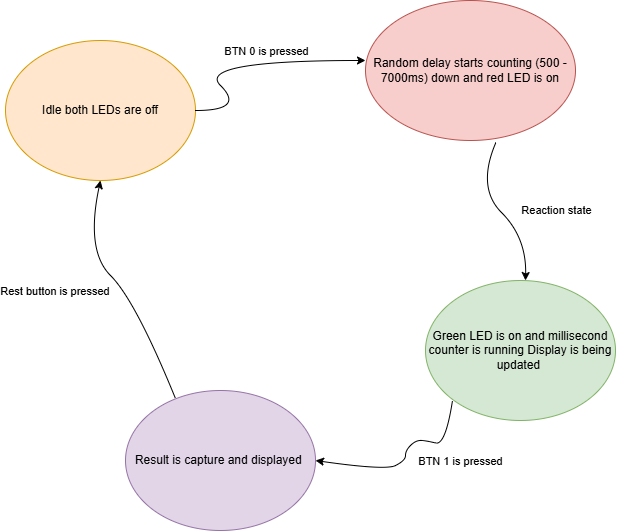 BTN 0 is pressed
Random delay starts counting (500 -
7000ms) down and red LED is on
Idle both LEDs are off
Reaction state
Rest button is pressed
Green LED is on and millisecond
counter is running Display is being
updated
Result is capture and displayed
BTN 1 is pressed